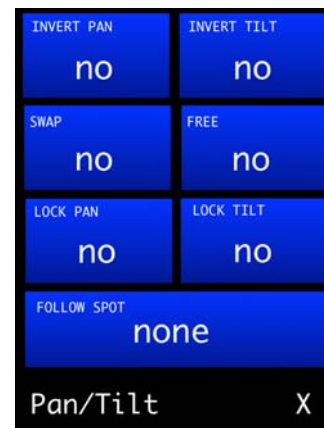 INVERT PAN INVERT TILT
no no
SWAP FREE
no no
LOCK PAN LOCK TILT
no no
FOLLOW SPOT
none
Pan/Tilt X